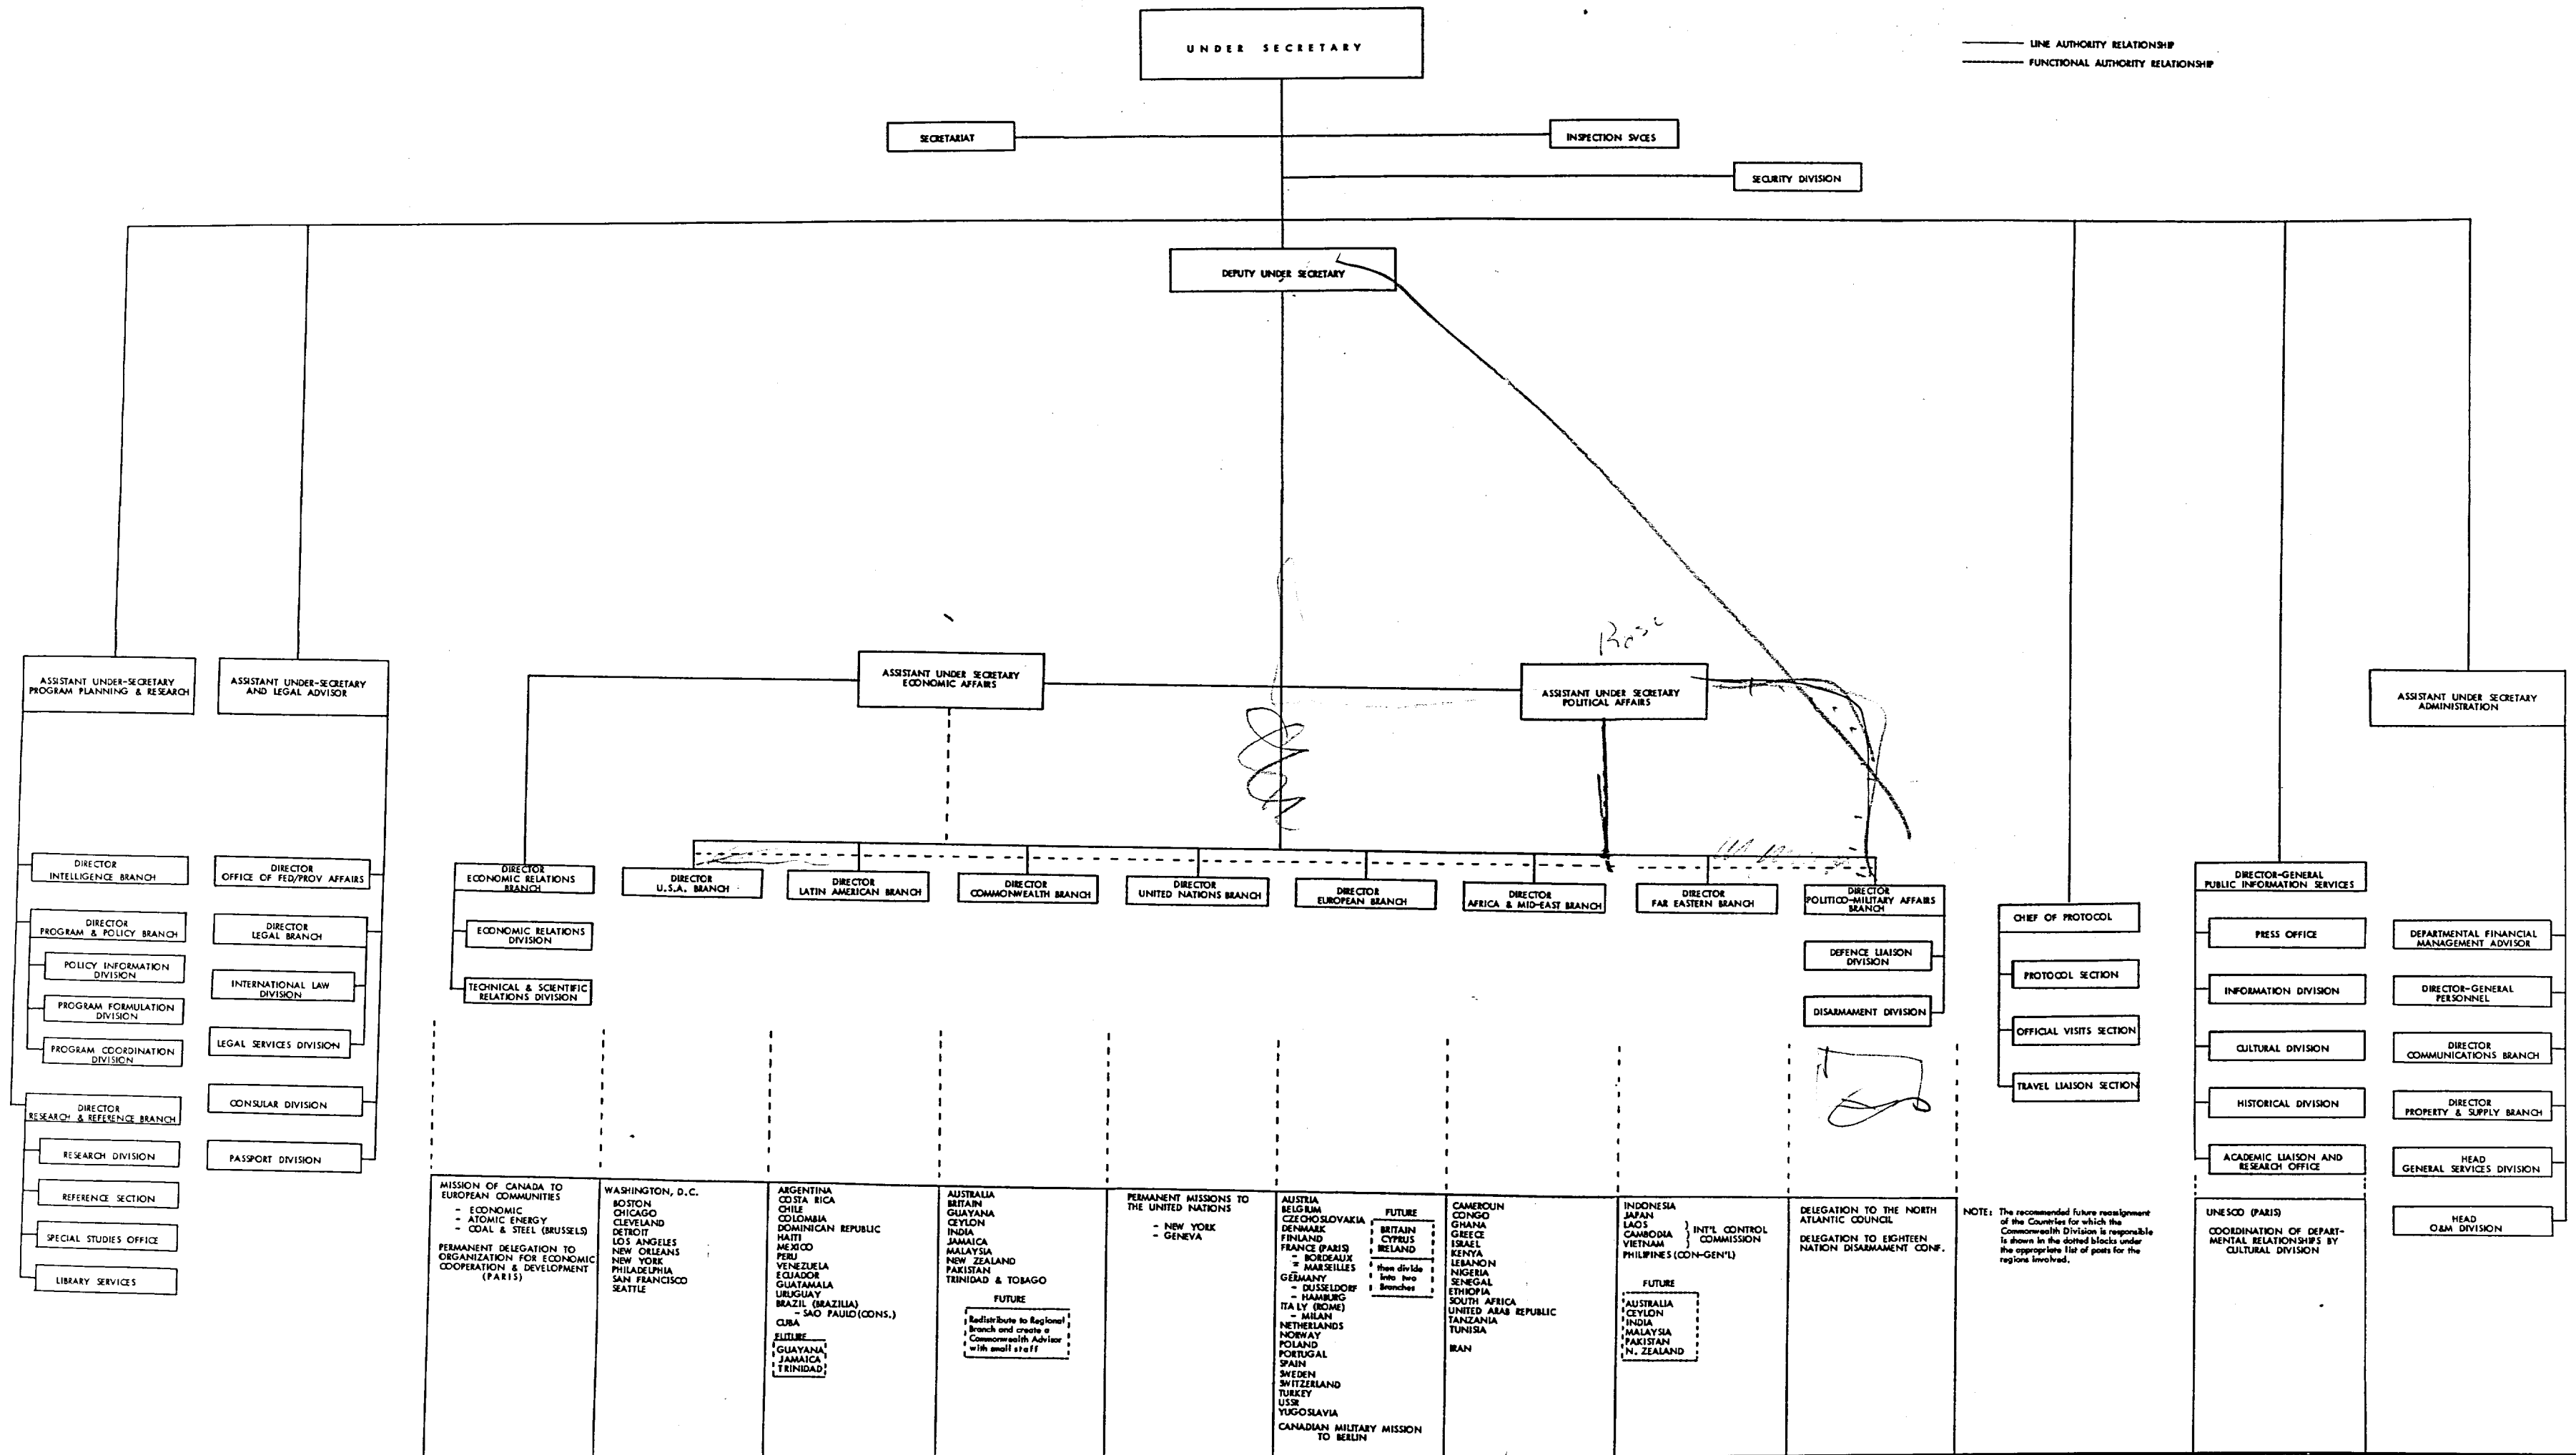 UNDER SECRETARY
LINE AUTHORITY RELATIONSHIP
FUNCTIONAL AUTHORITY RELATIONSHIP
SECRETARIAT
INSPECTION SVCES
SECURITY DIVISION
DEPUTY UNDER SECRETARY
Rose
ASSISTANT UNDER-SECRETARY
PROGRAM PLANNING & RESEARCH
ASSISTANT UNDER-SECRETARY
AND LEGAL ADVISOR
ASSISTANT UNDER SECRETARY
ECONOMIC AFFAIRS
ASSISTANT UNDER SECRETARY
POLITICAL AFFAIRS
ASSISTANT UNDER SECRETARY
ADMINISTRATION
DIRECTOR
INTELLIGENCE BRANCH
DIRECTOR
PROGRAM & POLICY BRANCH
POLICY INFORMATION
DIVISION
PROGRAM FORMULATION
DIVISION
PROGRAM COORDINATION
DIVISION
DIRECTOR
RESEARCH & REFERENCE BRANCH
RESEARCH DIVISION
REFERENCE SECTION
SPECIAL STUDIES OFFICE
LIBRARY SERVICES
DIRECTOR
OFFICE OF FED/PROV AFFAIRS
DIRECTOR
LEGAL BRANCH
INTERNATIONAL LAW
DIVISION
LEGAL SERVICES DIVISION
CONSULAR DIVISION
PASSPORT DIVISION
DIRECTOR
ECONOMIC RELATIONS
BRANCH
ECONOMIC RELATIONS
DIVISION
TECHNICAL & SCIENTIFIC
RELATIONS DIVISION
DIRECTOR
U.S.A. BRANCH
DIRECTOR
LATIN AMERICAN BRANCH
DIRECTOR
COMMONWEALTH BRANCH
DIRECTOR
UNITED NATIONS BRANCH
DIRECTOR
EUROPEAN BRANCH
DIRECTOR
AFRICA & MID-EAST BRANCH
DIRECTOR
FAR EASTERN BRANCH
DIRECTOR
POLITICO-MILITARY AFFAIRS
BRANCH
DEFENCE LIAISON
DIVISION
DISARMAMENT DIVISION
CHIEF OF PROTOCOL
PROTOCOL SECTION
OFFICIAL VISITS SECTION
TRAVEL LIAISON SECTION
DIRECTOR-GENERAL
PUBLIC INFORMATION SERVICES
PRESS OFFICE
INFORMATION DIVISION
CULTURAL DIVISION
HISTORICAL DIVISION
ACADEMIC LIAISON AND
RESEARCH OFFICE
DEPARTMENTAL FINANCIAL
MANAGEMENT ADVISOR
DIRECTOR-GENERAL
PERSONNEL
DIRECTOR
COMMUNICATIONS BRANCH
DIRECTOR
PROPERTY & SUPPLY BRANCH
HEAD
GENERAL SERVICES DIVISION
HEAD
O&M DIVISION
MISSION OF CANADA TO
EUROPEAN COMMUNITIES
- ECONOMIC
- ATOMIC ENERGY
- COAL & STEEL (BRUSSELS)
PERMANENT DELEGATION TO
ORGANIZATION FOR ECONOMIC
COOPERATION & DEVELOPMENT
(PARIS)
WASHINGTON, D.C.
BOSTON
CHICAGO
CLEVELAND
DETROIT
LOS ANGELES
NEW ORLEANS
NEW YORK
PHILADELPHIA
SAN FRANCISCO
SEATTLE
ARGENTINA
COSTA RICA
CHILE
COLOMBIA
DOMINICAN REPUBLIC
HAITI
MEXICO
PERU
VENEZUELA
ECUADOR
GUATAMALA
URUGUAY
BRAZIL (BRAZILIA)
- SAO PAULO (CONS.)
CUBA
FUTURE
GUAYANA
JAMAICA
TRINIDAD
AUSTRALIA
BRITAIN
GUAYANA
CEYLON
INDIA
JAMAICA
MALAYSIA
NEW ZEALAND
PAKISTAN
TRINIDAD & TOBAGO
FUTURE
Redistribute to Regional
Branch and create a
Commonwealth Advisor
with small staff
PERMANENT MISSIONS TO
THE UNITED NATIONS
- NEW YORK
- GENEVA
AUSTRIA
BELGIUM
CZECHOSLOVAKIA
DENMARK
FINLAND
FRANCE (PARIS)
- BORDEAUX
- MARSEILLES
GERMANY
- DUSSELDORF
- HAMBURG
ITALY (ROME)
- MILAN
NETHERLANDS
NORWAY
POLAND
PORTUGAL
SPAIN
SWEDEN
SWITZERLAND
TURKEY
USSR
YUGOSLAVIA
CANADIAN MILITARY MISSION
TO BERLIN
FUTURE
BRITAIN
CYPRUS
IRELAND
then divide
into two
Branches
CAMEROUN
CONGO
GHANA
GREECE
ISRAEL
KENYA
LEBANON
NIGERIA
SENEGAL
ETHIOPIA
SOUTH AFRICA
UNITED ARAB REPUBLIC
TANZANIA
TUNISIA
IRAN
INDONESIA
JAPAN
LAOS )
CAMBODIA } INT'L CONTROL
VIETNAM ) COMMISSION
PHILIPINES (CON-GEN'L)
FUTURE
AUSTRALIA
CEYLON
INDIA
MALAYSIA
PAKISTAN
N. ZEALAND
DELEGATION TO THE NORTH
ATLANTIC COUNCIL
DELEGATION TO EIGHTEEN
NATION DISARMAMENT CONF.
NOTE: The recommended future reassignment
of the Countries for which the
Commonwealth Division is responsible
is shown in the dotted blocks under
the appropriate list of posts for the
regions involved.
UNESCO (PARIS)
COORDINATION OF DEPART-
MENTAL RELATIONSHIPS BY
CULTURAL DIVISION